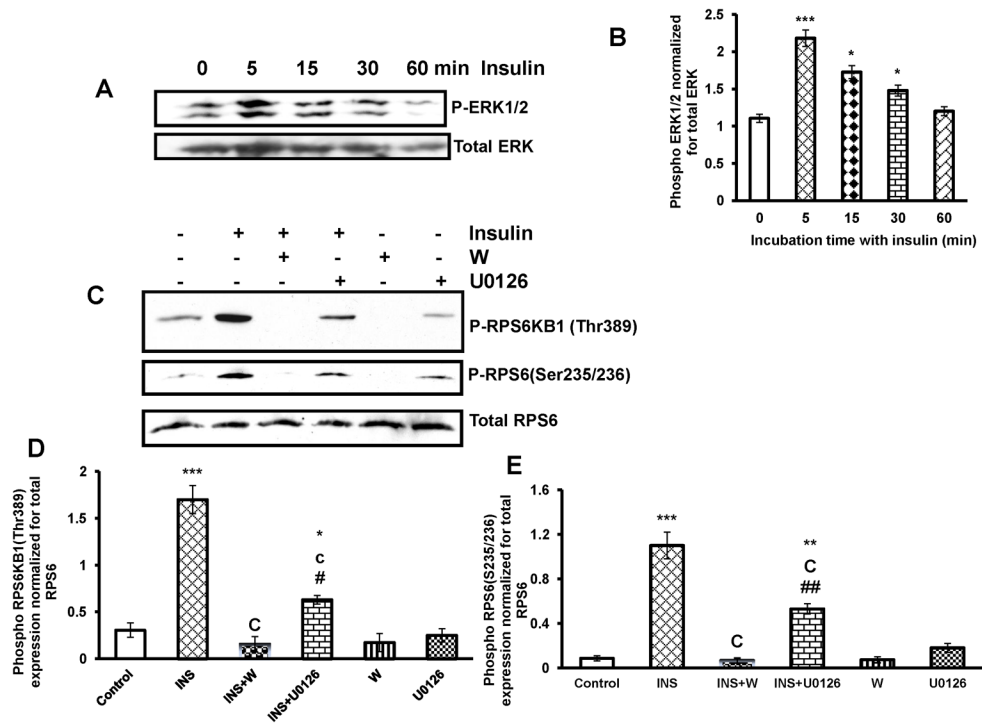 A
0 5 15 30 60 min Insulin
P-ERK1/2
Total ERK
B
Phospho ERK1/2 normalized
for total ERK
2.5
2
1.5
1
0.5
0
***
*
*
0 5 15 30 60
Incubation time with insulin (min)
C
- + + + - - Insulin
- - + - + - W
- - - + - + U0126
P-RPS6KB1 (Thr389)
P-RPS6(Ser235/236)
Total RPS6
D
Phospho RPS6KB1(Thr389)
expression normalized for total
RPS6
2
1.5
1
0.5
0
***
C
*
c
#
Control INS INS+W INS+U0126 W U0126
E
Phospho RPS6(S235/236)
expression normalized for total
RPS6
1.6
1.2
0.8
0.4
0
***
C
**
C
##
Control INS INS+W INS+U0126 W U0126